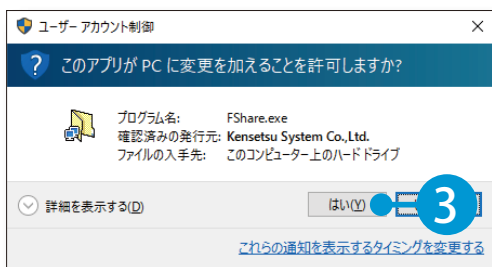 ユーザー アカウント制御
このアプリが PC に変更を加えることを許可しますか?
プログラム名: FShare.exe
確認済みの発行元: Kensetsu System Co.,Ltd.
ファイルの入手先: このコンピューター上のハード ドライブ
詳細を表示する(D) はい(Y) 3
これらの通知を表示するタイミングを変更する